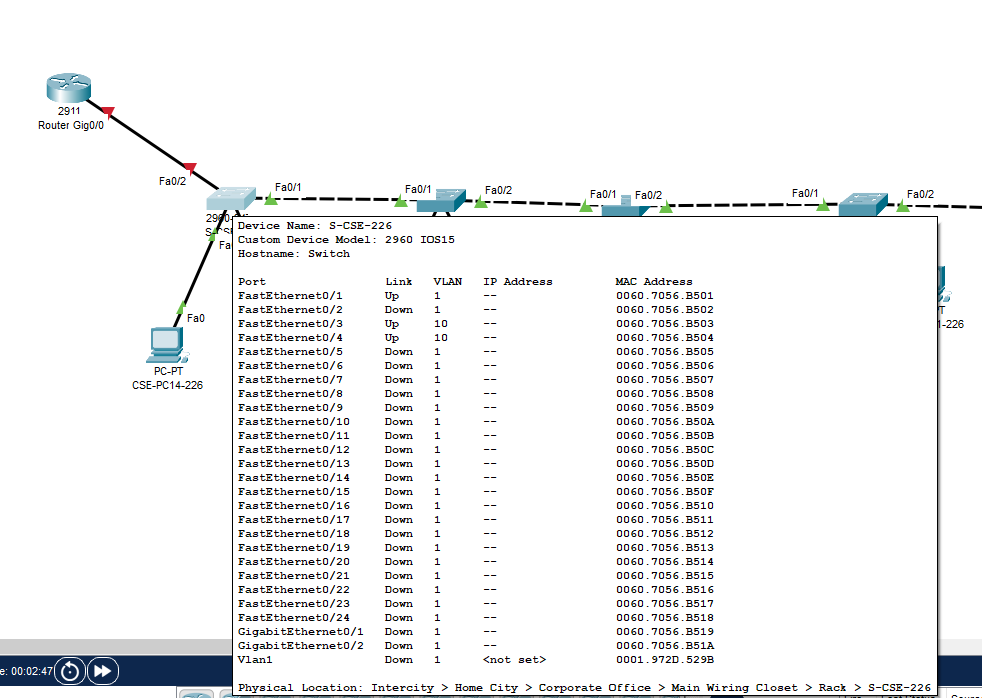 2911
Router Gig0/0
Fa0/2
Fa0/1
Fa0/1
Fa0/2
Fa0/1
Fa0/2
Fa0/1
Fa0/2
Fa0
PC-PT
CSE-PC14-226
1-226
Device Name: S-CSE-226
Custom Device Model: 2960 IOS15
Hostname: Switch
Port Link VLAN IP Address MAC Address
FastEthernet0/1 Up 1 -- 0060.7056.B501
FastEthernet0/2 Down 1 -- 0060.7056.B502
FastEthernet0/3 Up 10 -- 0060.7056.B503
FastEthernet0/4 Up 10 -- 0060.7056.B504
FastEthernet0/5 Down 1 -- 0060.7056.B505
FastEthernet0/6 Down 1 -- 0060.7056.B506
FastEthernet0/7 Down 1 -- 0060.7056.B507
FastEthernet0/8 Down 1 -- 0060.7056.B508
FastEthernet0/9 Down 1 -- 0060.7056.B509
FastEthernet0/10 Down 1 -- 0060.7056.B50A
FastEthernet0/11 Down 1 -- 0060.7056.B50B
FastEthernet0/12 Down 1 -- 0060.7056.B50C
FastEthernet0/13 Down 1 -- 0060.7056.B50D
FastEthernet0/14 Down 1 -- 0060.7056.B50E
FastEthernet0/15 Down 1 -- 0060.7056.B50F
FastEthernet0/16 Down 1 -- 0060.7056.B510
FastEthernet0/17 Down 1 -- 0060.7056.B511
FastEthernet0/18 Down 1 -- 0060.7056.B512
FastEthernet0/19 Down 1 -- 0060.7056.B513
FastEthernet0/20 Down 1 -- 0060.7056.B514
FastEthernet0/21 Down 1 -- 0060.7056.B515
FastEthernet0/22 Down 1 -- 0060.7056.B516
FastEthernet0/23 Down 1 -- 0060.7056.B517
FastEthernet0/24 Down 1 -- 0060.7056.B518
GigabitEthernet0/1 Down 1 -- 0060.7056.B519
GigabitEthernet0/2 Down 1 -- 0060.7056.B51A
Vlan1 Down 1 <not set> 0001.972D.529B
Physical Location: Intercity > Home City > Corporate Office > Main Wiring Closet > Rack > S-CSE-226
e: 00:02:47